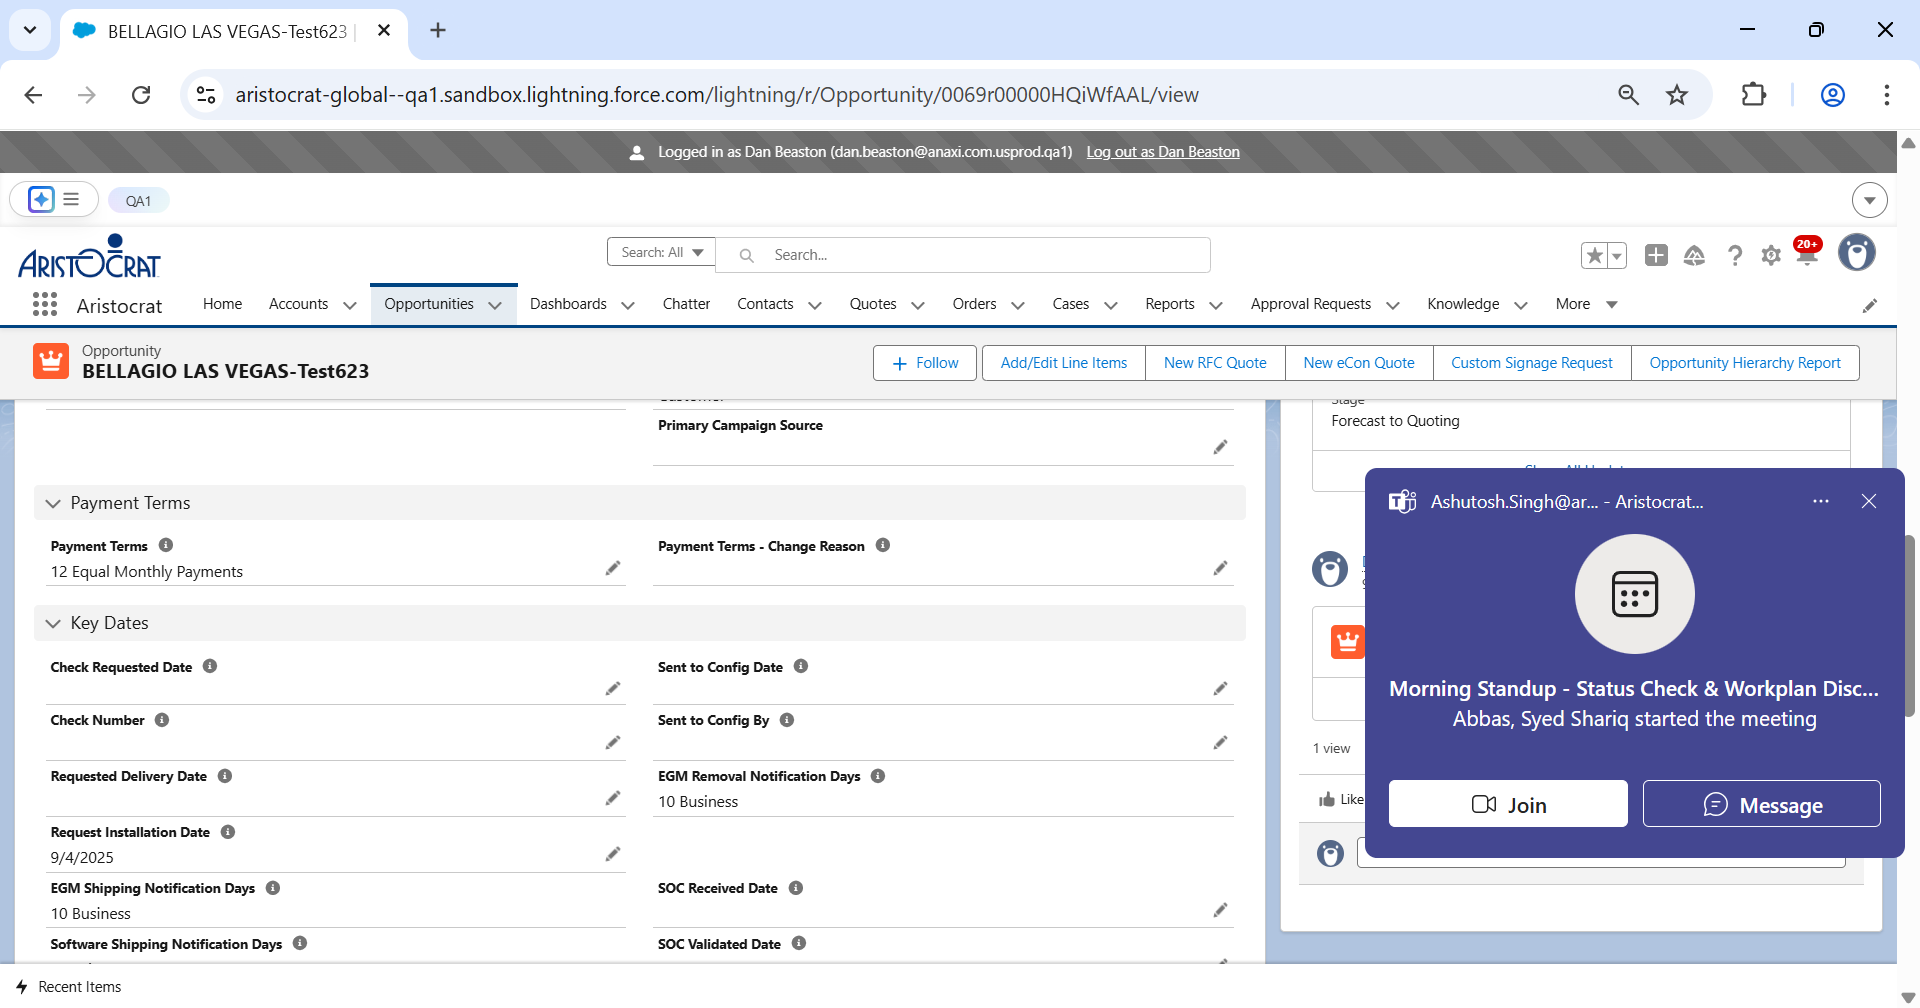 BELLAGIO LAS VEGAS-Test623
aristocrat-global--qa1.sandbox.lightning.force.com/lightning/r/Opportunity/0069r00000HQiWfAAL/view
Logged in as Dan Beaston (dan.beaston@anaxi.com.usprod.qa1) Log out as Dan Beaston
QA1
ARISTOCRAT
Search: All Search...
20+
Aristocrat Home Accounts Opportunities Dashboards Chatter Contacts Quotes Orders Cases Reports Approval Requests Knowledge More
Opportunity
BELLAGIO LAS VEGAS-Test623
Follow Add/Edit Line Items New RFC Quote New eCon Quote Custom Signage Request Opportunity Hierarchy Report
Customer
Primary Campaign Source
Stage
Forecast to Quoting
Payment Terms
Payment Terms
12 Equal Monthly Payments
Payment Terms - Change Reason
Key Dates
Check Requested Date
Sent to Config Date
Check Number
Sent to Config By
Requested Delivery Date
EGM Removal Notification Days
10 Business
Request Installation Date
9/4/2025
EGM Shipping Notification Days
10 Business
SOC Received Date
Software Shipping Notification Days
SOC Validated Date
1 view
Like
Ashutosh.Singh@ar... - Aristocrat...
Morning Standup - Status Check & Workplan Disc...
Abbas, Syed Shariq started the meeting
Join
Message
Recent Items